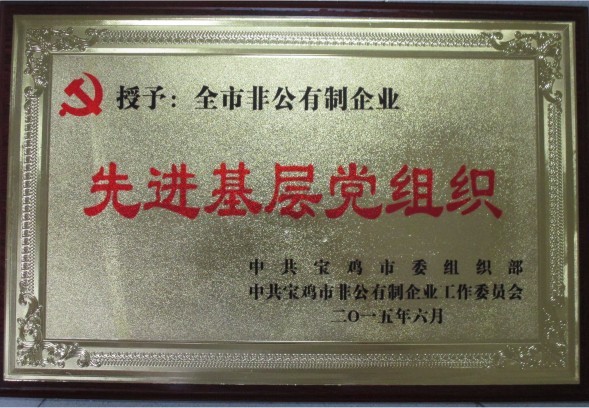 授予：全市非公有制企业
先进基层党组织
中共宝鸡市委组织部
中共宝鸡市非公有制企业工作委员会
二〇一五年六月